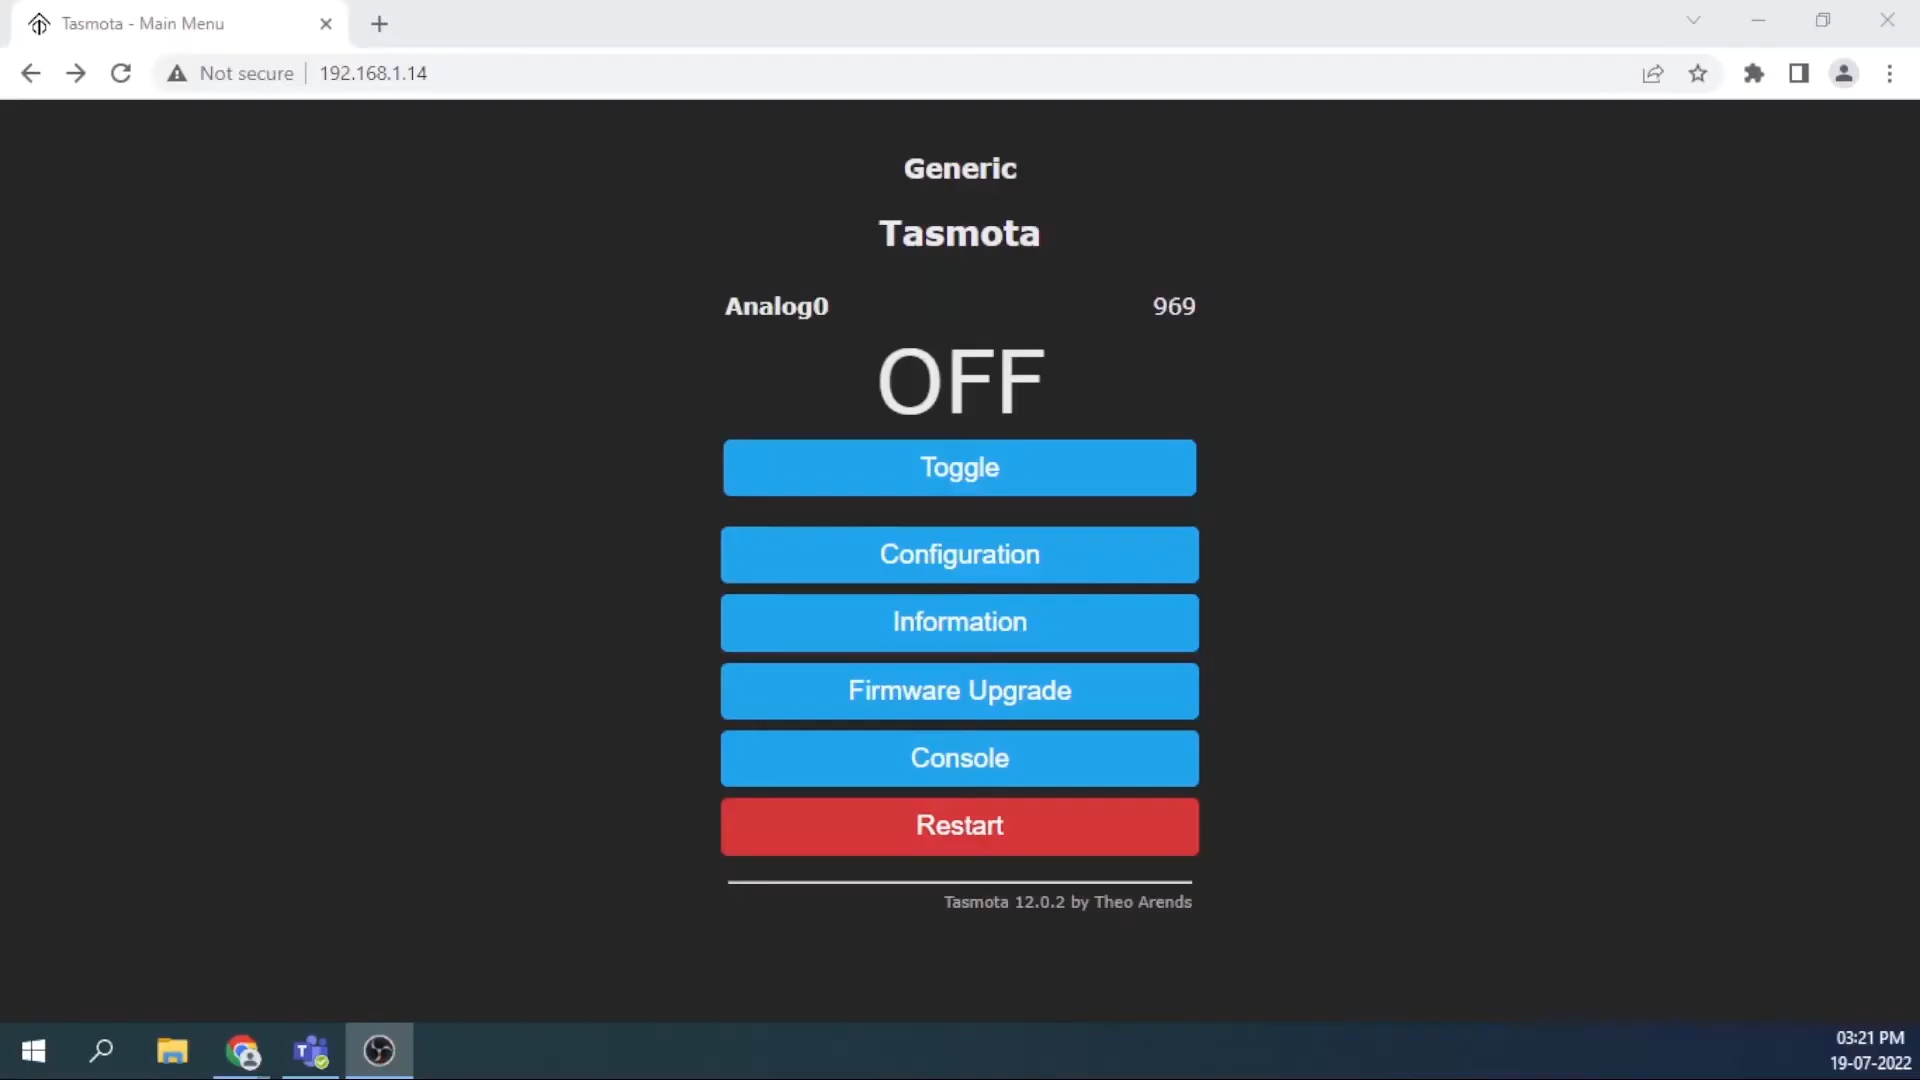 Tasmota - Main Menu
Not secure 192.168.1.14
Generic
Tasmota
Analog0 969
OFF
Toggle
Configuration
Information
Firmware Upgrade
Console
Restart
Tasmota 12.0.2 by Theo Arends
T
03:21 PM
19-07-2022